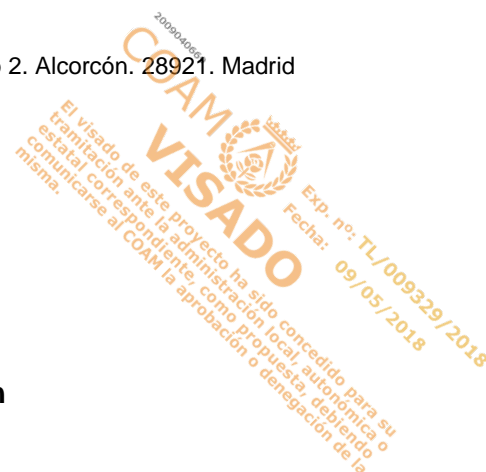 2. Alcorcón. 28921. Madrid
COAM
VISADO
Exp. nº: TL/009329/2018
Fecha: 09/05/2018
El visado de este proyecto ha sido concedido para su
tramitación ante la administración local, autonómica o
estatal correspondiente, como propuesta, debiendo
comunicarse al COAM la aprobación o denegación de la
misma.